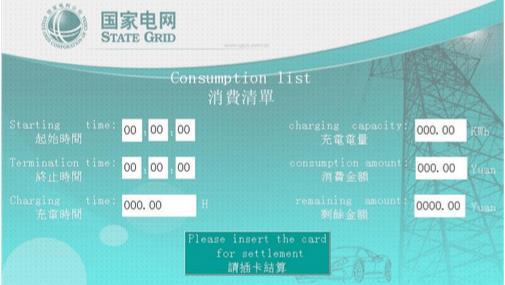 国家电网
STATE GRID
Consumption list
消費清單
Starting time: 00 : 00 : 00
起始時間
charging capacity: 000.00 KWh
充電電量
Termination time: 00 : 00 : 00
終止時間
consumption amount: 000.00 Yuan
消費金額
Charging time: 000.00 H
充電時間
remaining amount: 0000.00 Yuan
剩餘金額
Please insert the card
for settlement
請插卡結算